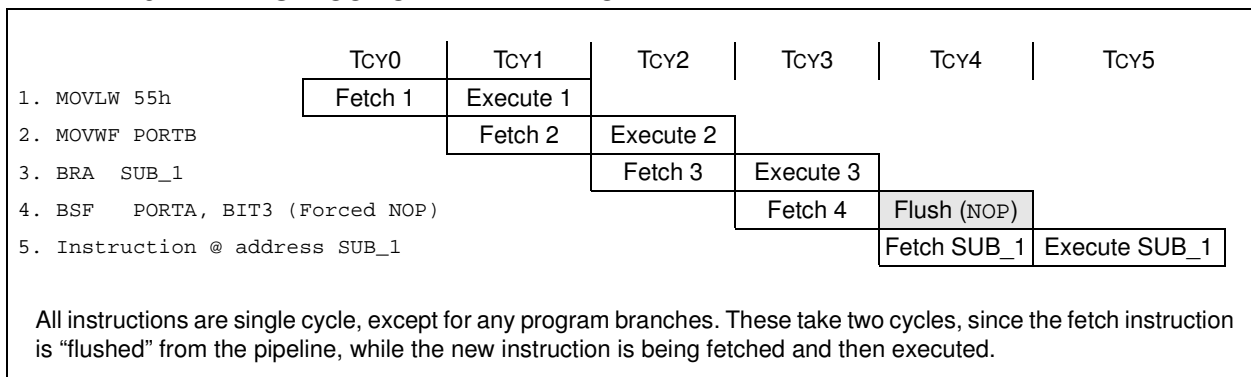 TCY0 TCY1 TCY2 TCY3 TCY4 TCY5
1. MOVLW 55h Fetch 1 Execute 1
2. MOVWF PORTB Fetch 2 Execute 2
3. BRA SUB_1 Fetch 3 Execute 3
4. BSF PORTA, BIT3 (Forced NOP) Fetch 4 Flush (NOP)
5. Instruction @ address SUB_1 Fetch SUB_1 Execute SUB_1
All instructions are single cycle, except for any program branches. These take two cycles, since the fetch instruction
is “flushed” from the pipeline, while the new instruction is being fetched and then executed.